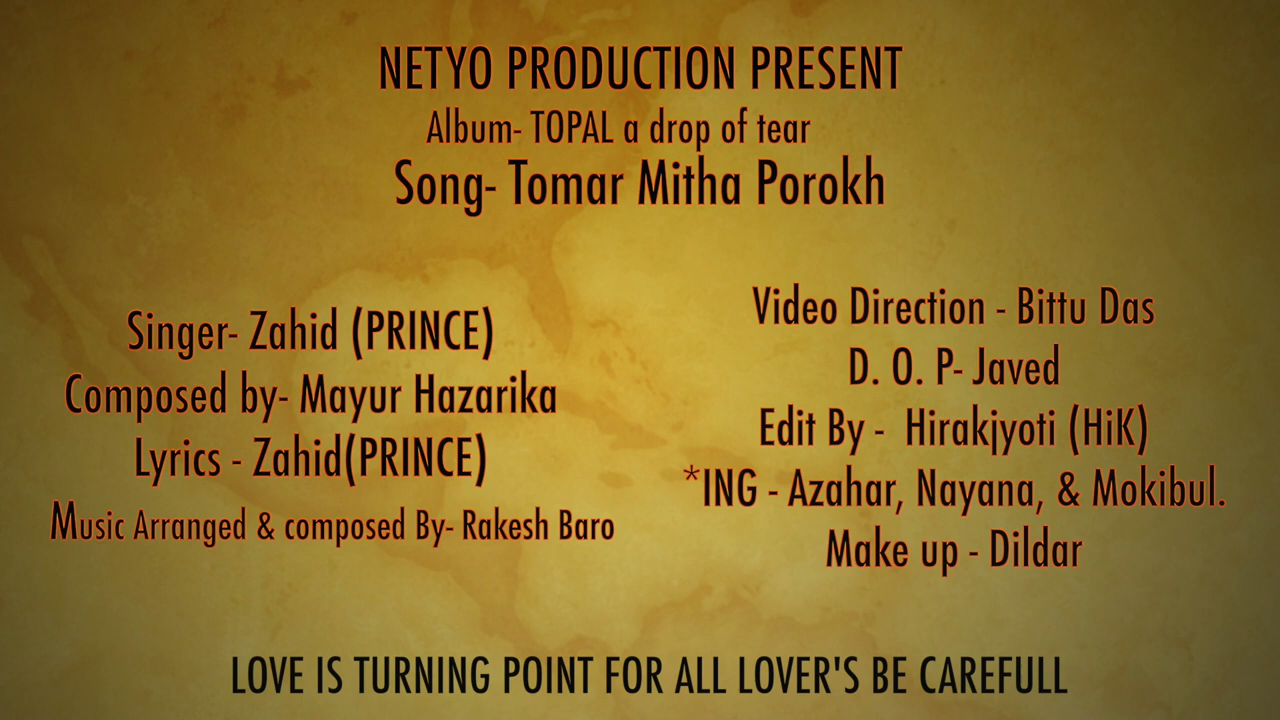 NETYO PRODUCTION PRESENT
Album- TOPAL a drop of tear
Song- Tomar Mitha Porokh
Singer- Zahid (PRINCE)
Composed by- Mayur Hazarika
Lyrics - Zahid(PRINCE)
Music Arranged & composed By- Rakesh Baro
Video Direction - Bittu Das
D. O. P- Javed
Edit By -  Hirakjyoti (HiK)
*ING - Azahar, Nayana, & Mokibul.
Make up - Dildar
LOVE IS TURNING POINT FOR ALL LOVER'S BE CAREFULL